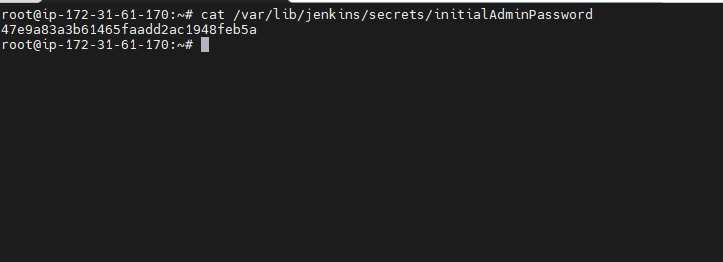 root@ip-172-31-61-170:~# cat /var/lib/jenkins/secrets/initialAdminPassword
47e9a83a3b61465faadd2ac1948feb5a
root@ip-172-31-61-170:~#